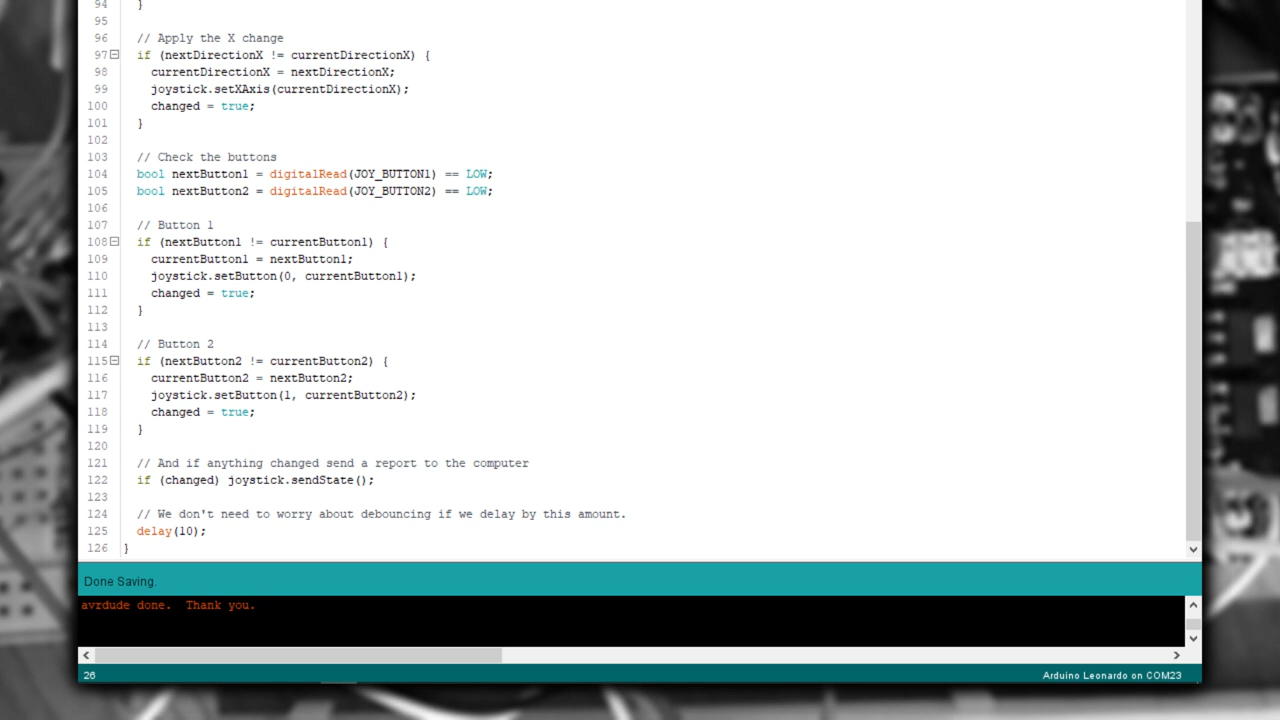 94 }
95
96 // Apply the X change
97 if (nextDirectionX != currentDirectionX) {
98 currentDirectionX = nextDirectionX;
99 joystick.setXAxis(currentDirectionX);
100 changed = true;
101 }
102
103 // Check the buttons
104 bool nextButton1 = digitalRead(JOY_BUTTON1) == LOW;
105 bool nextButton2 = digitalRead(JOY_BUTTON2) == LOW;
106
107 // Button 1
108 if (nextButton1 != currentButton1) {
109 currentButton1 = nextButton1;
110 joystick.setButton(0, currentButton1);
111 changed = true;
112 }
113
114 // Button 2
115 if (nextButton2 != currentButton2) {
116 currentButton2 = nextButton2;
117 joystick.setButton(1, currentButton2);
118 changed = true;
119 }
120
121 // And if anything changed send a report to the computer
122 if (changed) joystick.sendState();
123
124 // We don't need to worry about debouncing if we delay by this amount.
125 delay(10);
126 }
Done Saving.
avrdude done.  Thank you.
26 Arduino Leonardo on COM23